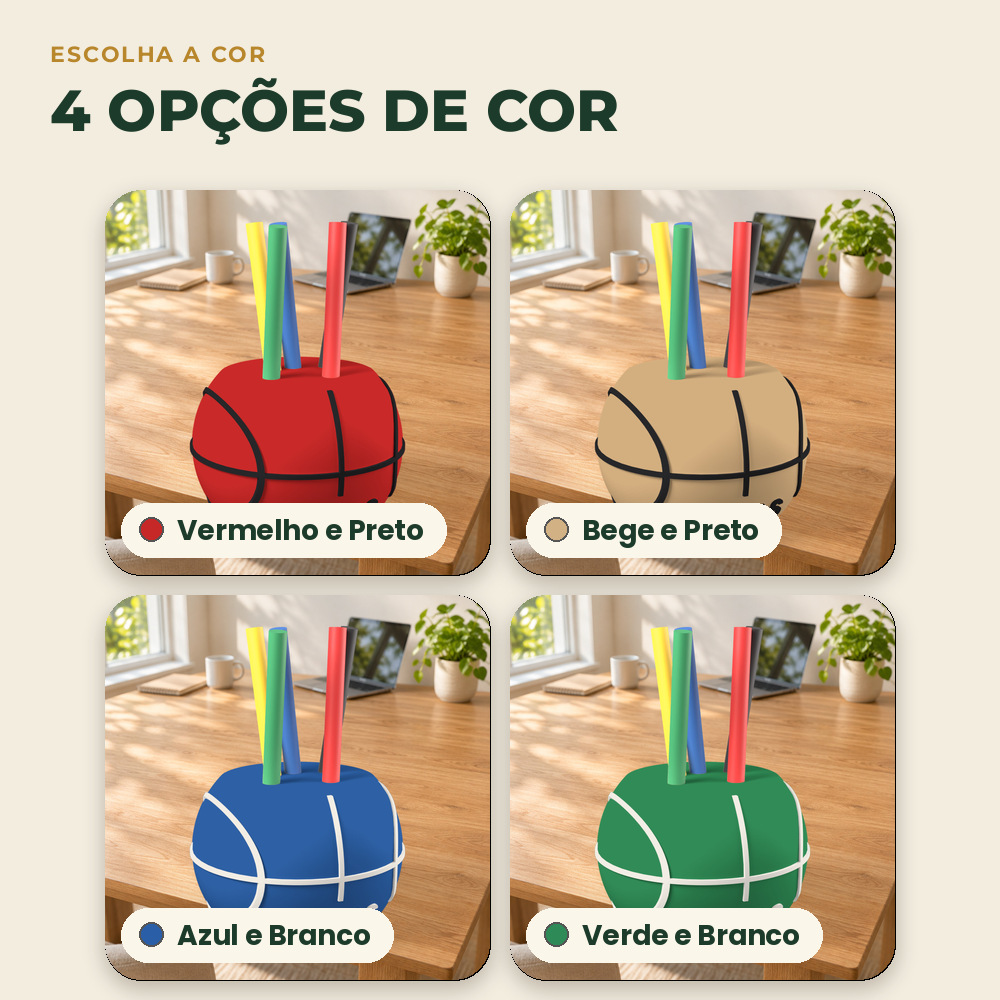 ESCOLHA A COR
4 OPÇÕES DE COR
Vermelho e Preto
Bege e Preto
Azul e Branco
Verde e Branco